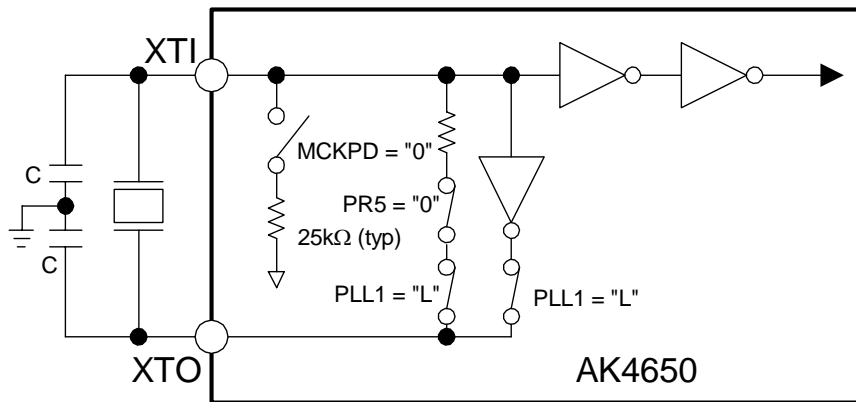 XTI
MCKPD = "0"
C
PR5 = "0"
25kΩ (typ)
C
PLL1 = "L"
PLL1 = "L"
XTO
AK4650